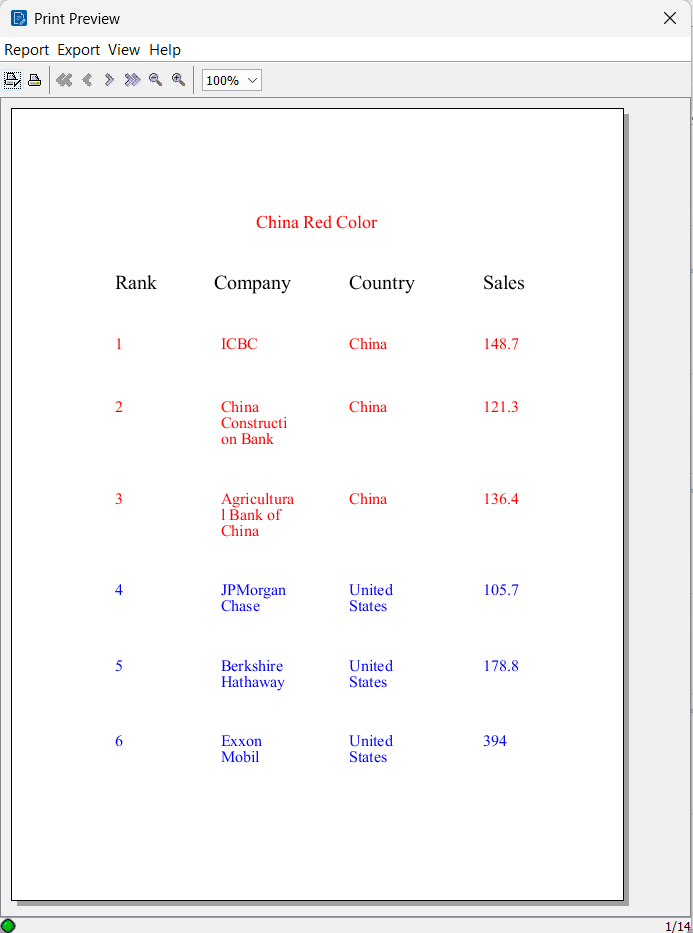 Print Preview
Report Export View Help
100%
China Red Color
Rank Company Country Sales
1 ICBC China 148.7
2 China China 121.3
Constructi
on Bank
3 Agricultura China 136.4
l Bank of
China
4 JPMorgan United 105.7
Chase States
5 Berkshire United 178.8
Hathaway States
6 Exxon United 394
Mobil States
1/14